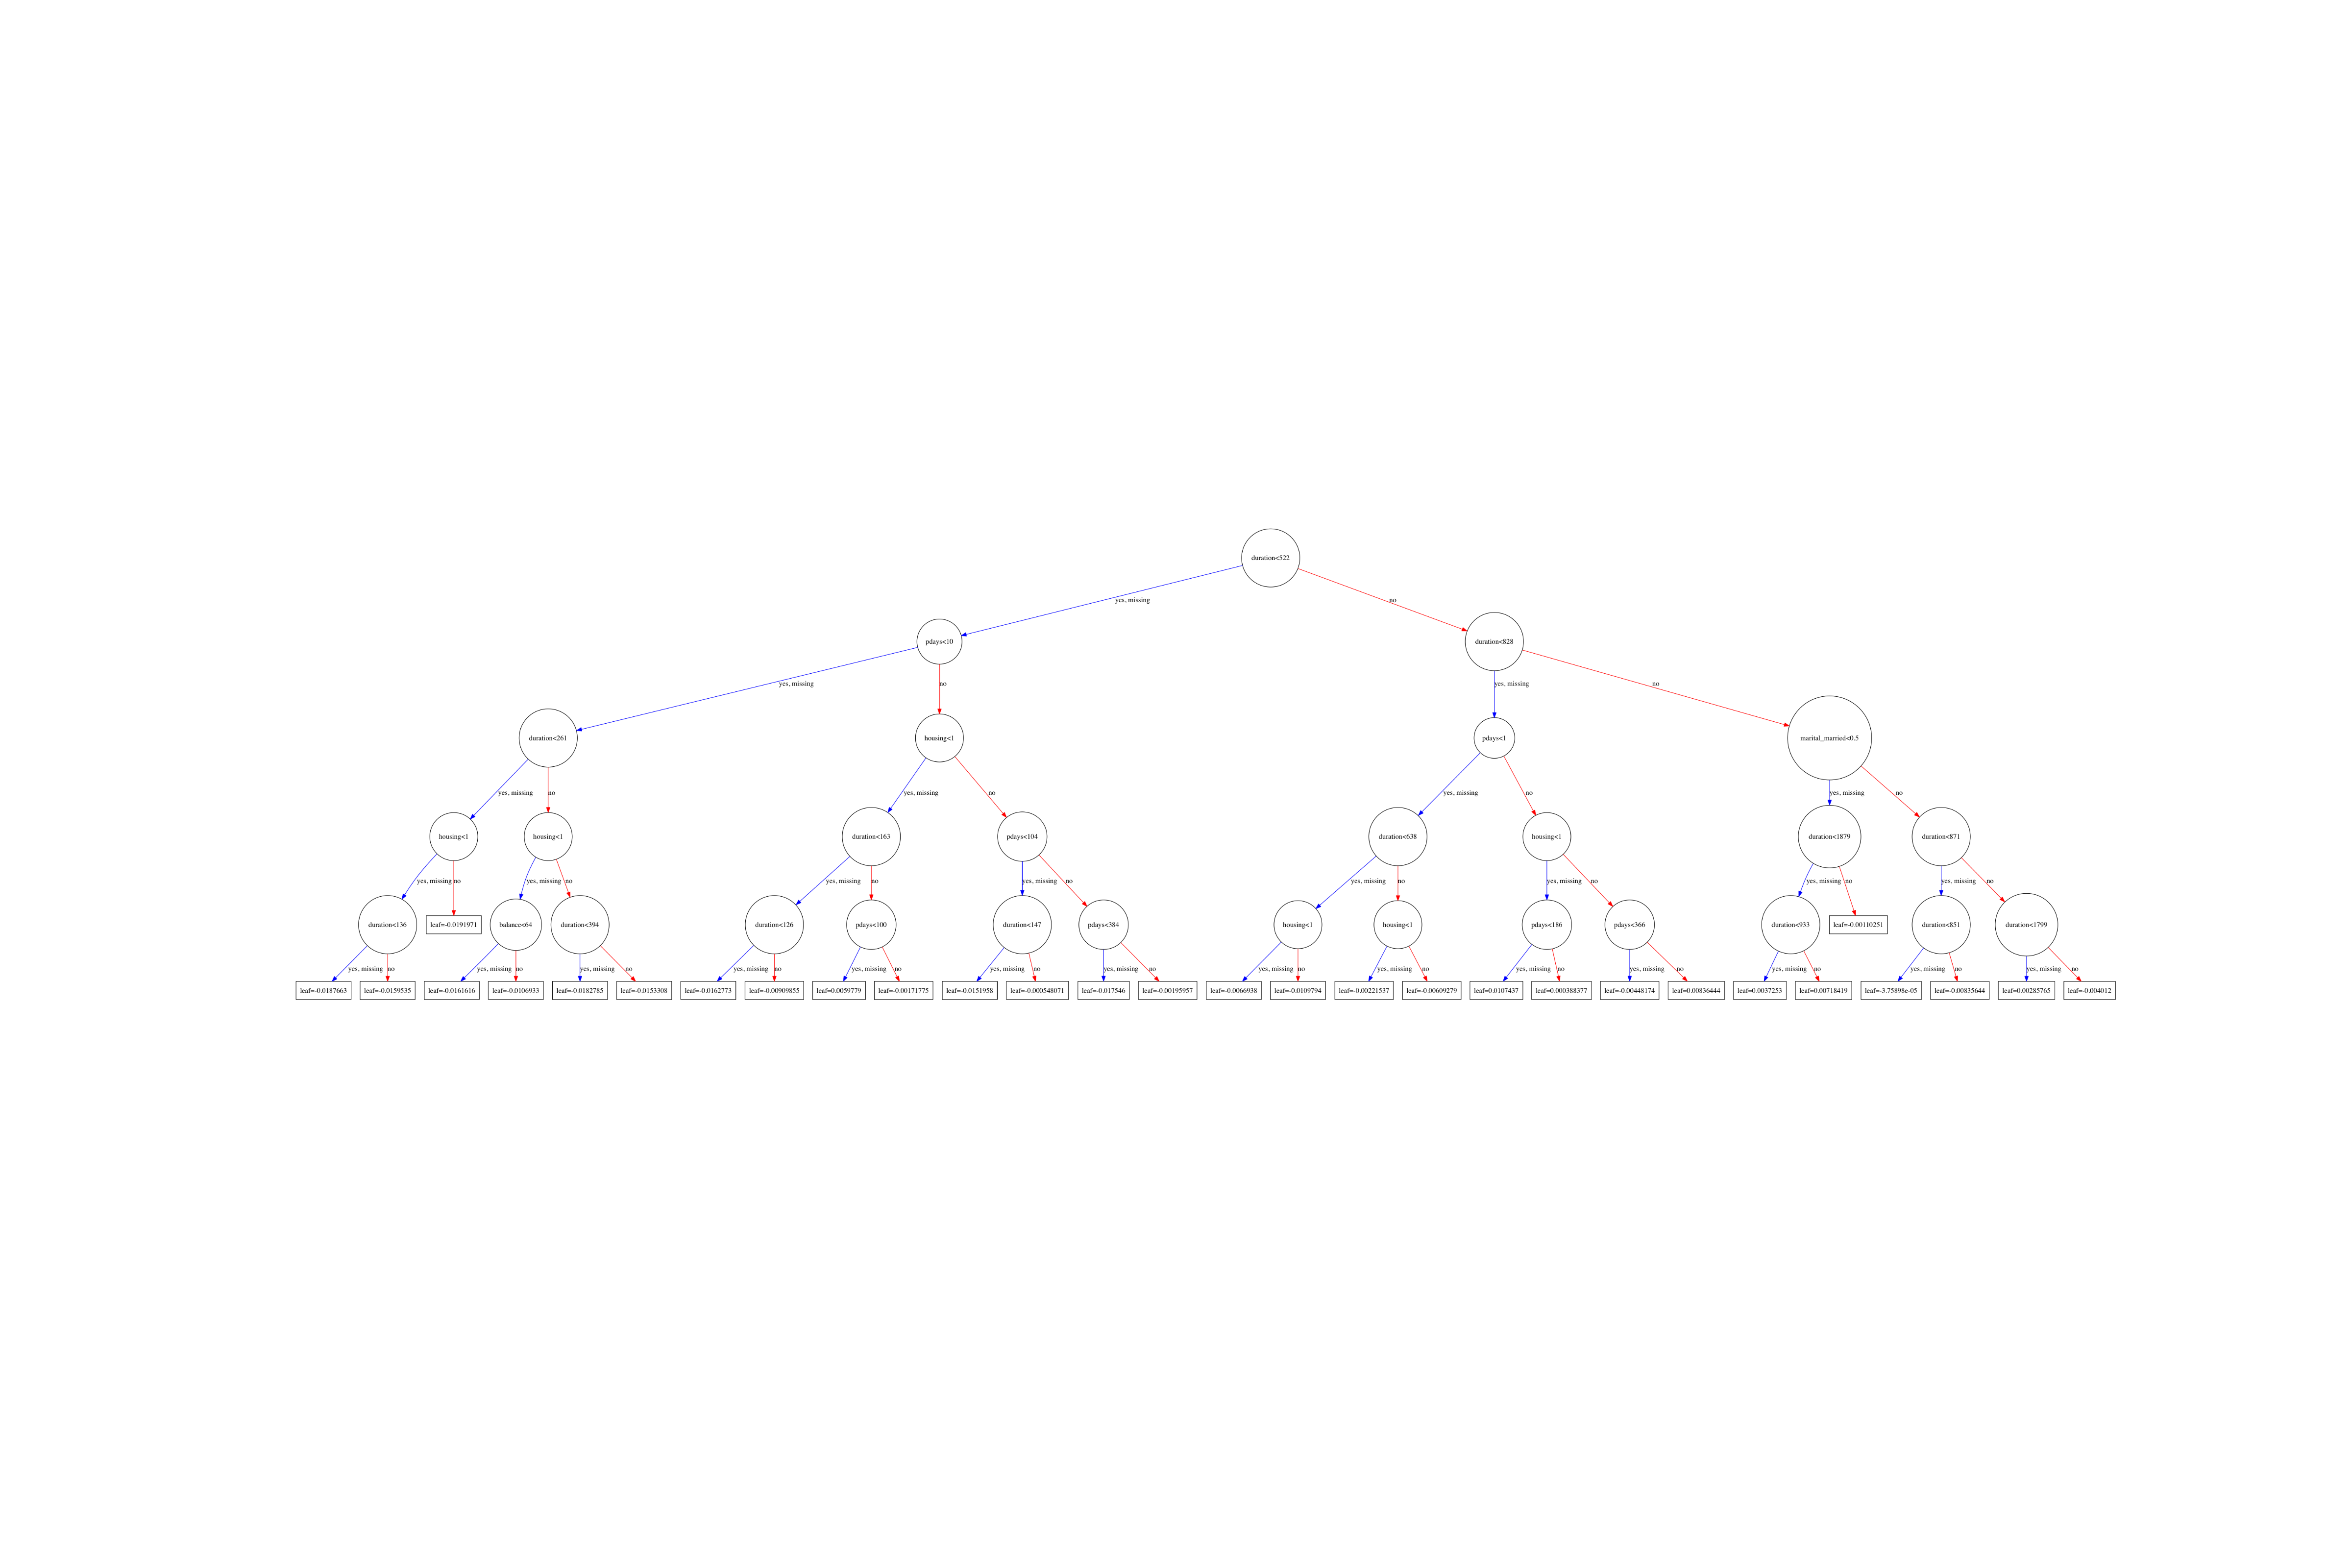 duration<522
yes, missing
no
pdays<10
duration<828
yes, missing
no
yes, missing
no
duration<261
housing<1
pdays<1
marital_married<0.5
yes, missing
no
yes, missing
no
yes, missing
no
yes, missing
no
housing<1
housing<1
duration<163
pdays<104
duration<638
housing<1
duration<1879
duration<871
yes, missing
no
yes, missing
no
yes, missing
no
yes, missing
no
yes, missing
no
yes, missing
no
yes, missing
no
yes, missing
no
duration<136
leaf=-0.0191971
balance<64
duration<394
duration<126
pdays<100
duration<147
pdays<384
housing<1
housing<1
pdays<186
pdays<366
duration<933
leaf=-0.00110251
duration<851
duration<1799
yes, missing
no
yes, missing
no
yes, missing
no
yes, missing
no
yes, missing
no
yes, missing
no
yes, missing
no
yes, missing
no
yes, missing
no
yes, missing
no
yes, missing
no
yes, missing
no
yes, missing
no
yes, missing
no
leaf=-0.0187663
leaf=-0.0159535
leaf=-0.0161616
leaf=-0.0106933
leaf=-0.0182785
leaf=-0.0153308
leaf=-0.0162773
leaf=-0.00909855
leaf=0.0059779
leaf=-0.00171775
leaf=-0.0151958
leaf=-0.000548071
leaf=-0.017546
leaf=-0.00195957
leaf=-0.0066938
leaf=-0.0109794
leaf=-0.00221537
leaf=-0.00609279
leaf=0.0107437
leaf=0.000388377
leaf=-0.00448174
leaf=0.00836444
leaf=0.0037253
leaf=0.00718419
leaf=-3.75898e-05
leaf=-0.00835644
leaf=0.00285765
leaf=-0.004012